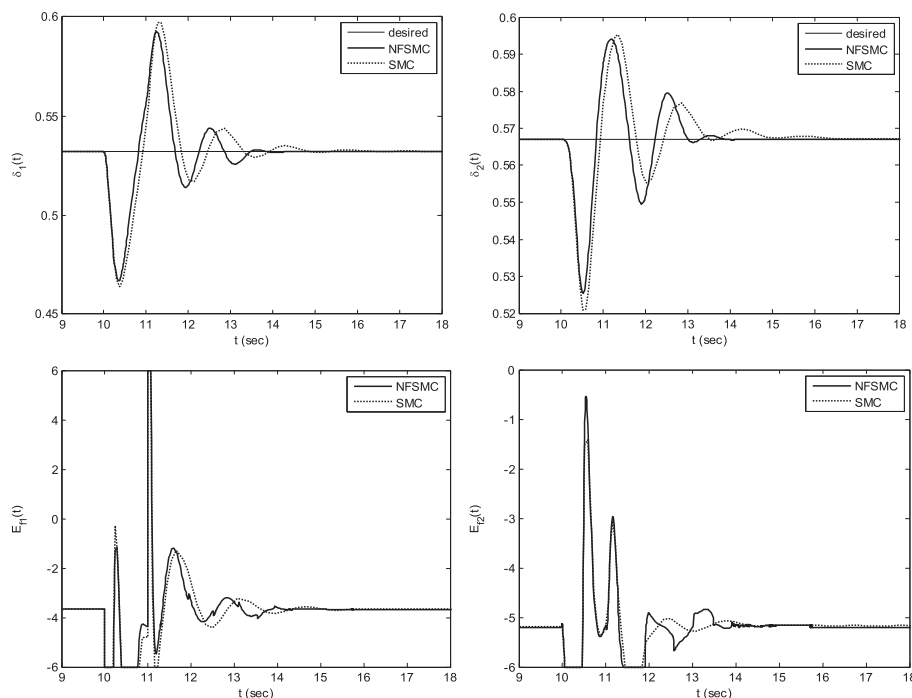 0.6
0.55
0.5
0.45
δ1(t)
desired
NFSMC
SMC
9 10 11 12 13 14 15 16 17 18
t (sec)
0.6
0.59
0.58
0.57
0.56
0.55
0.54
0.53
0.52
δ2(t)
desired
NFSMC
SMC
9 10 11 12 13 14 15 16 17 18
t (sec)
6
4
2
0
-2
-4
-6
Ef1(t)
NFSMC
SMC
9 10 11 12 13 14 15 16 17 18
t (sec)
0
-1
-2
-3
-4
-5
-6
Ef2(t)
NFSMC
SMC
9 10 11 12 13 14 15 16 17 18
t (sec)